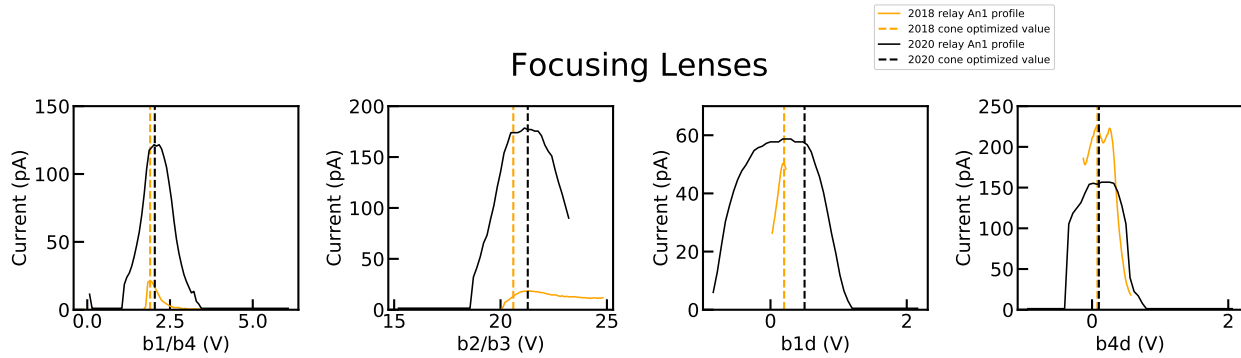 2018 relay An1 profile
2018 cone optimized value
2020 relay An1 profile
2020 cone optimized value
Focusing Lenses
Current (pA)
150
100
50
0
0.0
2.5
5.0
b1/b4 (V)
Current (pA)
200
150
100
50
0
15
20
25
b2/b3 (V)
Current (pA)
60
40
20
0
0
2
b1d (V)
Current (pA)
250
200
150
100
50
0
0
2
b4d (V)